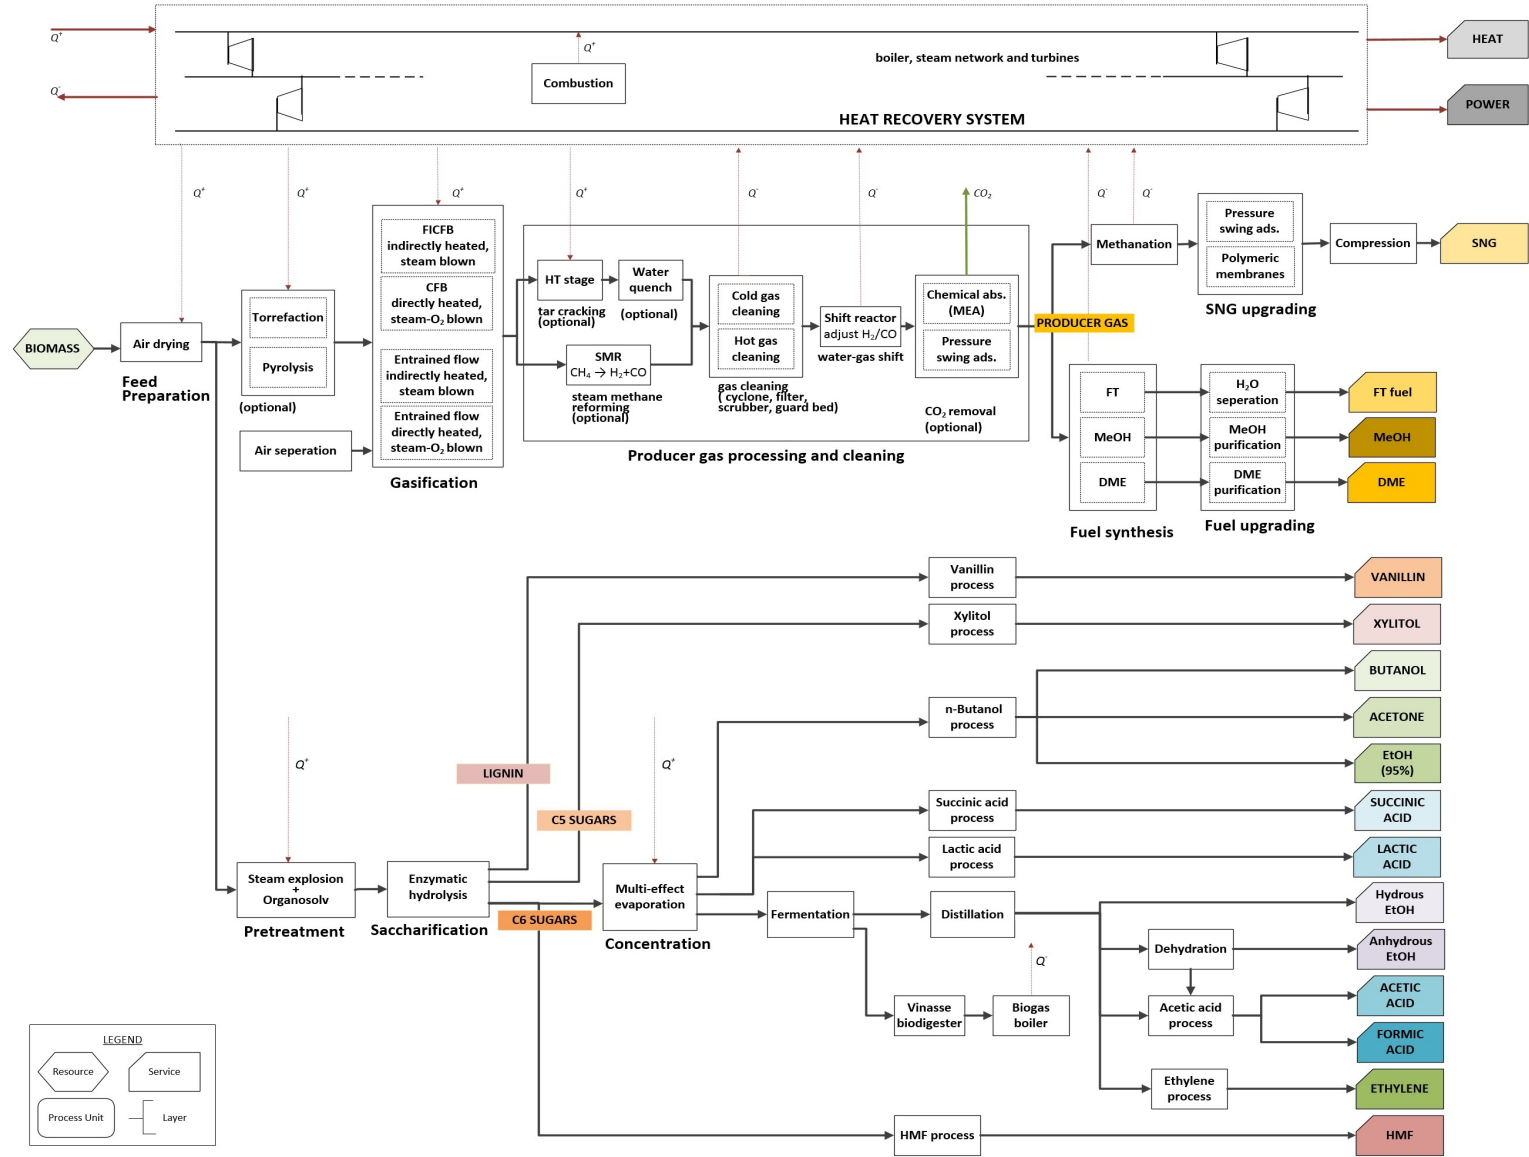 Q+
Q-
Combustion
Q+
boiler, steam network and turbines
HEAT RECOVERY SYSTEM
HEAT
POWER
Q+
Q+
Q+
Q+
Q-
Q-
CO₂
Q-
Q-
BIOMASS
Air drying
Feed
Preparation
Torrefaction
Pyrolysis
(optional)
Air seperation
FICFB
indirectly heated,
steam blown
CFB
directly heated,
steam-O₂ blown
Entrained flow
indirectly heated,
steam blown
Entrained flow
directly heated,
steam-O₂ blown
Gasification
HT stage
tar cracking
(optional)
Water
quench
(optional)
SMR
CH₄ → H₂+CO
steam methane
reforming
(optional)
Cold gas
cleaning
Hot gas
cleaning
gas cleaning
( cyclone, filter,
scrubber, guard bed)
Shift reactor
adjust H₂/CO
water-gas shift
Chemical abs.
(MEA)
Pressure
swing ads.
CO₂ removal
(optional)
Producer gas processing and cleaning
PRODUCER GAS
Methanation
Pressure
swing ads.
Polymeric
membranes
SNG upgrading
Compression
SNG
FT
MeOH
DME
Fuel synthesis
H₂O
seperation
MeOH
purification
DME
purification
Fuel upgrading
FT fuel
MeOH
DME
Vanillin
process
VANILLIN
Xylitol
process
XYLITOL
BUTANOL
n-Butanol
process
ACETONE
EtOH
(95%)
Q+
Q+
LIGNIN
C5 SUGARS
C6 SUGARS
Succinic acid
process
SUCCINIC
ACID
Lactic acid
process
LACTIC
ACID
Steam explosion
+
Organosolv
Pretreatment
Enzymatic
hydrolysis
Saccharification
Multi-effect
evaporation
Concentration
Fermentation
Distillation
Hydrous
EtOH
Dehydration
Anhydrous
EtOH
Q-
Vinasse
biodigester
Biogas
boiler
Acetic acid
process
ACETIC
ACID
FORMIC
ACID
Ethylene
process
ETHYLENE
HMF process
HMF
LEGEND
Resource
Service
Process Unit
Layer